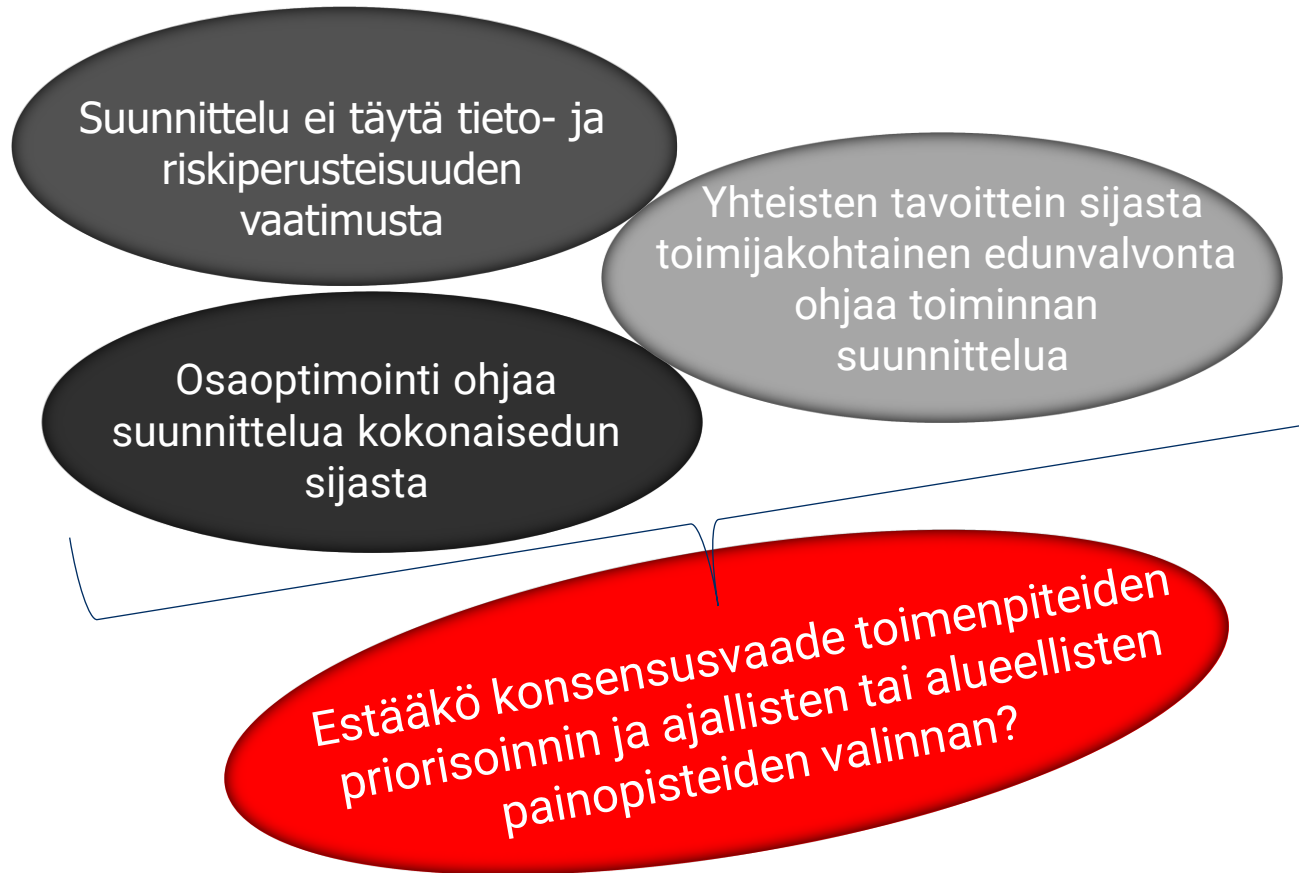 Suunnittelu ei täytä tieto- ja
riskiperusteisuuden
vaatimusta
Yhteisten tavoittein sijasta
toimijakohtainen edunvalvonta
ohjaa toiminnan
suunnittelua
Osaoptimointi ohjaa
suunnittelua kokonaisedun
sijasta
Estääkö konsensusvaade toimenpiteiden
priorisoinnin ja ajallisten tai alueellisten
painopisteiden valinnan?